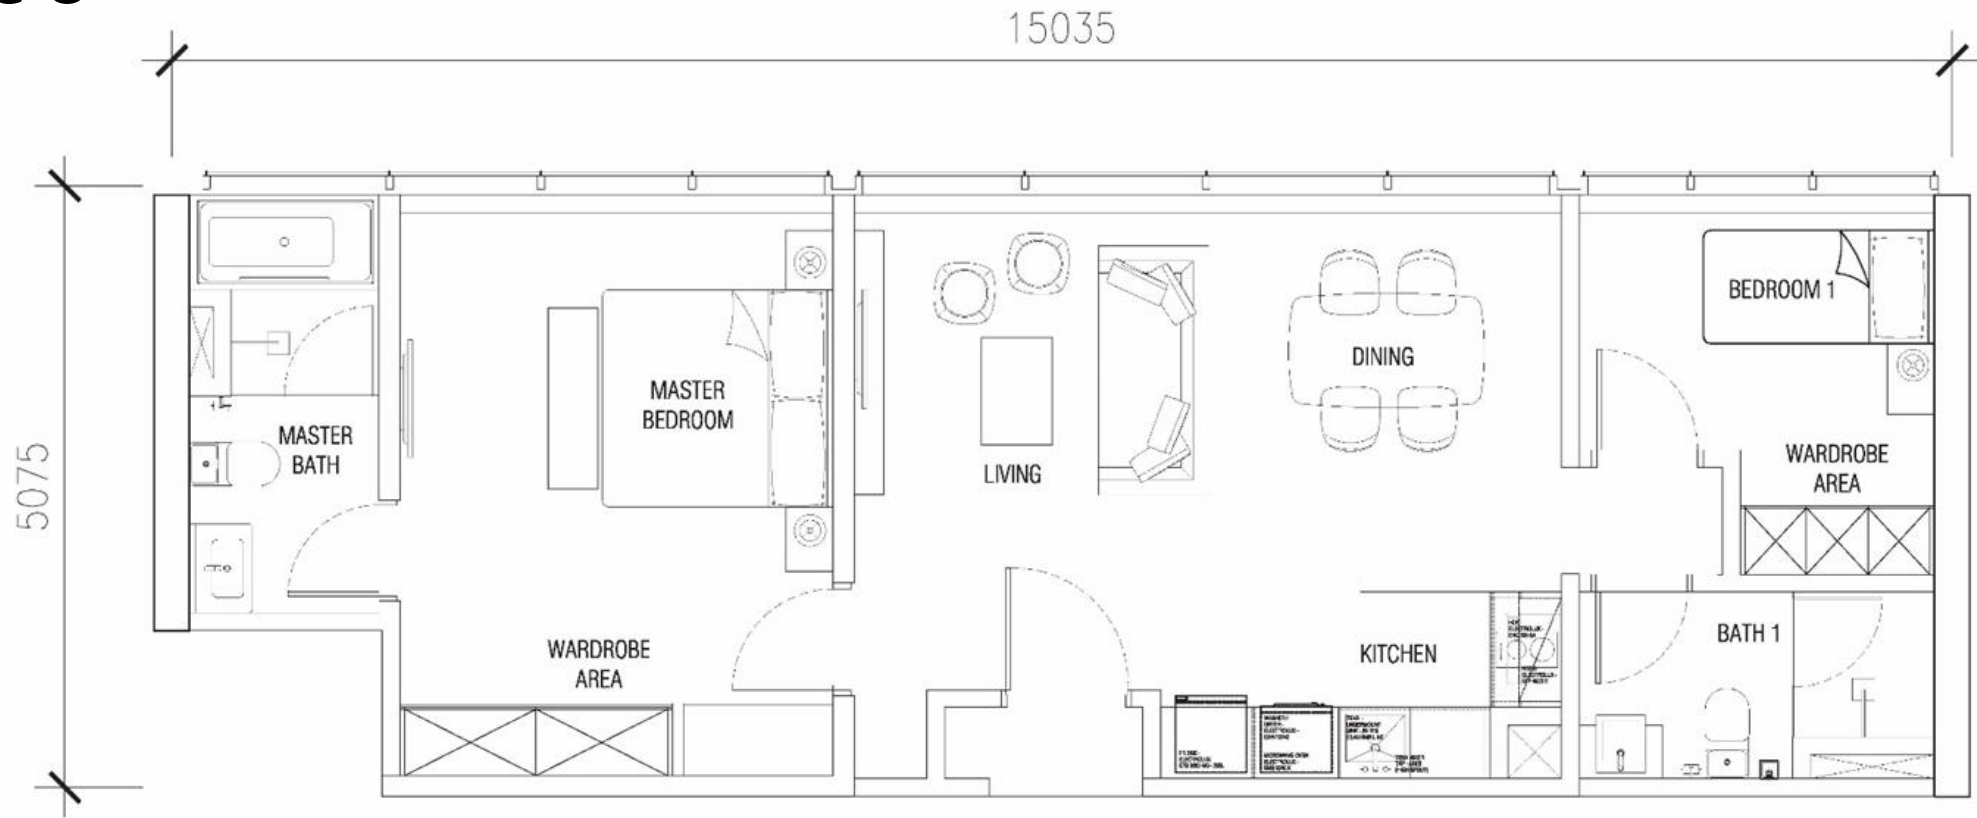 15035
5075
BEDROOM 1
DINING
MASTER
BEDROOM
MASTER
BATH
LIVING
WARDROBE
AREA
BATH 1
KITCHEN
WARDROBE
AREA